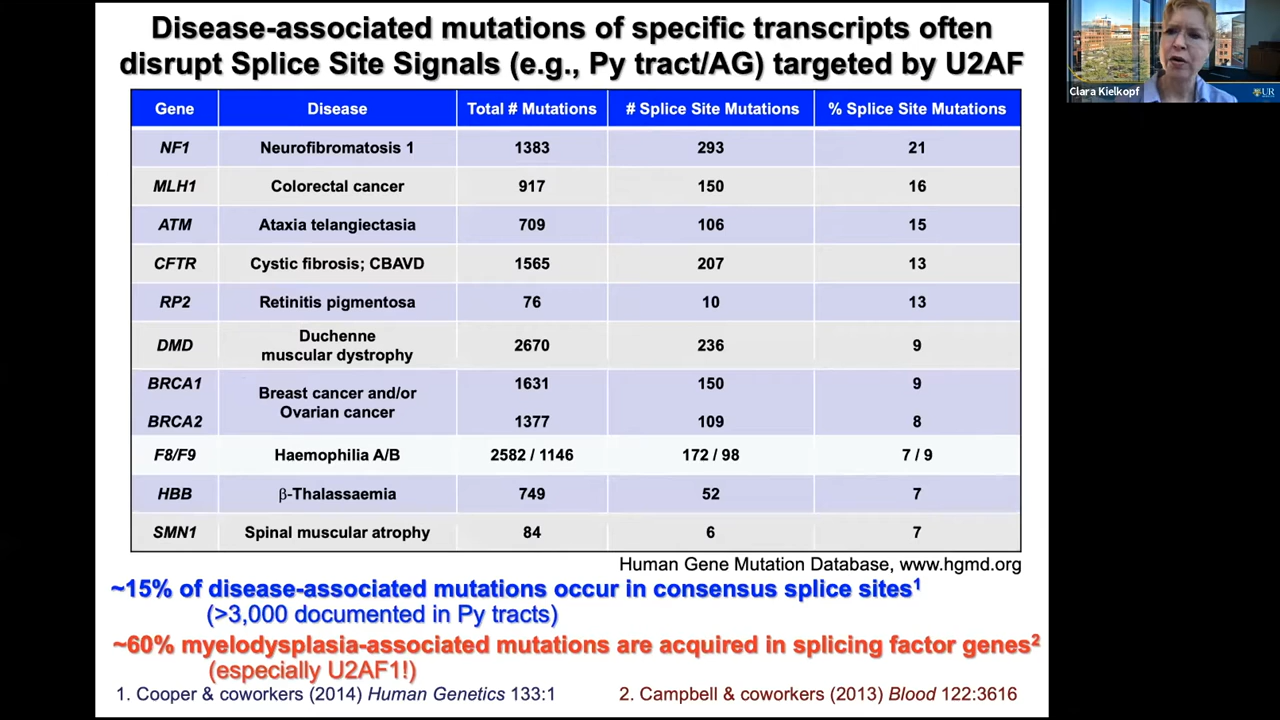 Disease-associated mutations of specific transcripts often
disrupt Splice Site Signals (e.g., Py tract/AG) targeted by U2AF
Clara Kielkopf
UR
Gene Disease Total # Mutations # Splice Site Mutations % Splice Site Mutations
NF1 Neurofibromatosis 1 1383 293 21
MLH1 Colorectal cancer 917 150 16
ATM Ataxia telangiectasia 709 106 15
CFTR Cystic fibrosis; CBAVD 1565 207 13
RP2 Retinitis pigmentosa 76 10 13
DMD Duchenne
muscular dystrophy 2670 236 9
BRCA1 Breast cancer and/or
Ovarian cancer 1631 150 9
BRCA2 1377 109 8
F8/F9 Haemophilia A/B 2582 / 1146 172 / 98 7 / 9
HBB β-Thalassaemia 749 52 7
SMN1 Spinal muscular atrophy 84 6 7
Human Gene Mutation Database, www.hgmd.org
~15% of disease-associated mutations occur in consensus splice sites¹
(>3,000 documented in Py tracts)
~60% myelodysplasia-associated mutations are acquired in splicing factor genes²
(especially U2AF1!)
1. Cooper & coworkers (2014) Human Genetics 133:1
2. Campbell & coworkers (2013) Blood 122:3616